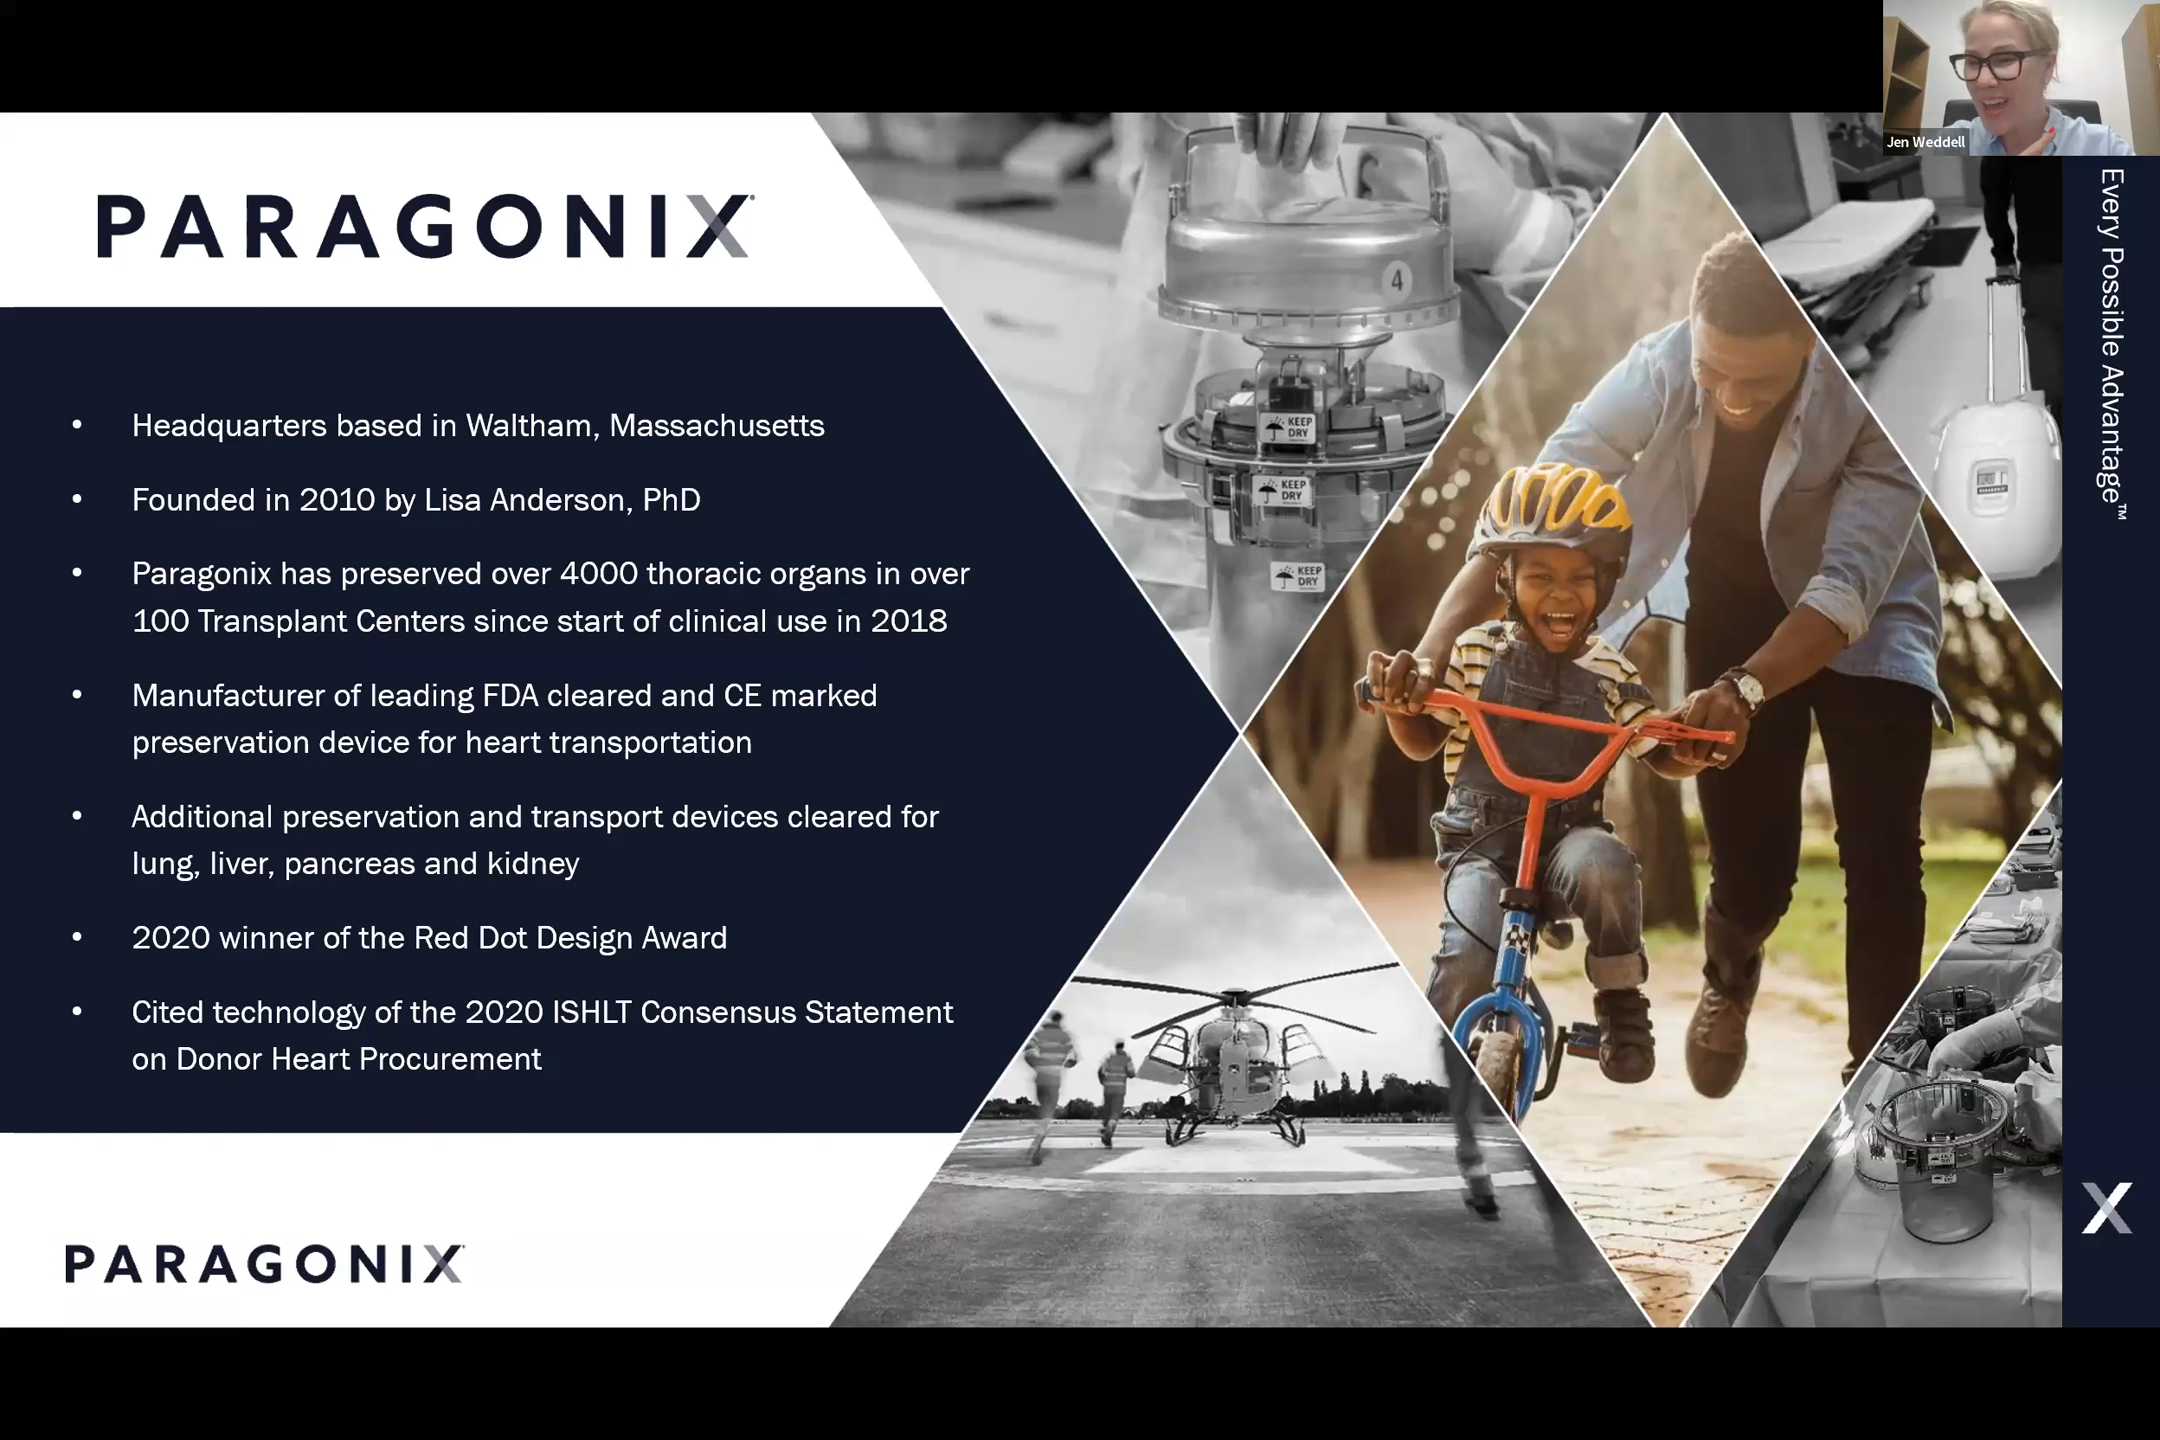 Jen Weddell
PARAGONIX
Headquarters based in Waltham, Massachusetts
Founded in 2010 by Lisa Anderson, PhD
Paragonix has preserved over 4000 thoracic organs in over
100 Transplant Centers since start of clinical use in 2018
Manufacturer of leading FDA cleared and CE marked
preservation device for heart transportation
Additional preservation and transport devices cleared for
lung, liver, pancreas and kidney
2020 winner of the Red Dot Design Award
Cited technology of the 2020 ISHLT Consensus Statement
on Donor Heart Procurement
PARAGONIX
4
KEEP
DRY
KEEP
DRY
KEEP
DRY
Every Possible Advantage™
X